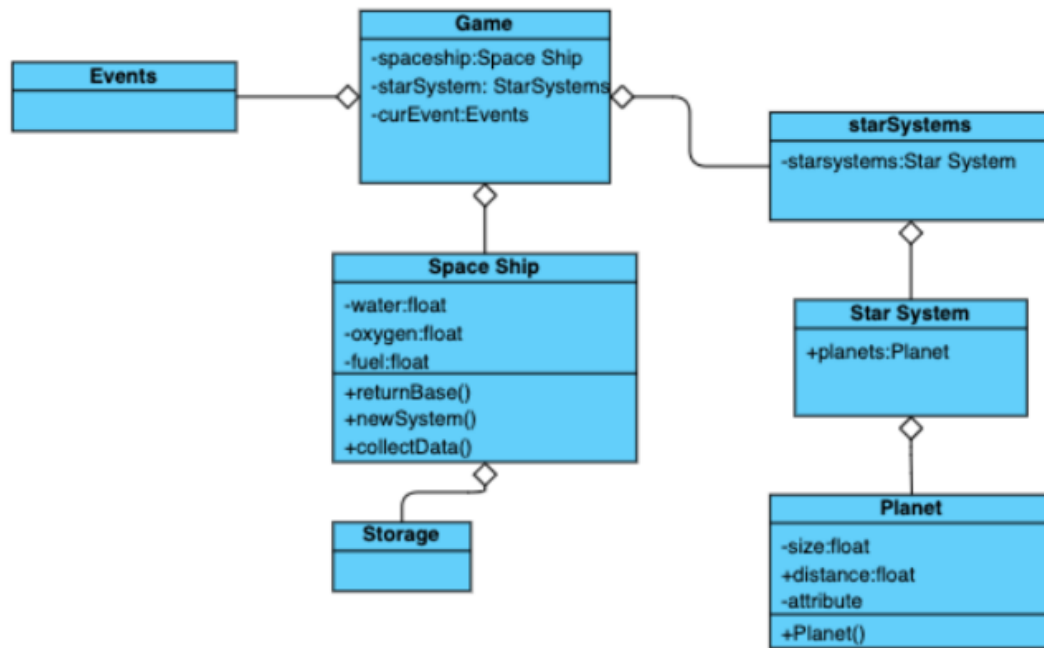 Game
-spaceship:Space Ship
-starSystem: StarSystems
-curEvent:Events
Events
starSystems
-starsystems:Star System
Space Ship
-water:float
-oxygen:float
-fuel:float
+returnBase()
+newSystem()
+collectData()
Star System
+planets:Planet
Storage
Planet
-size:float
+distance:float
-attribute
+Planet()